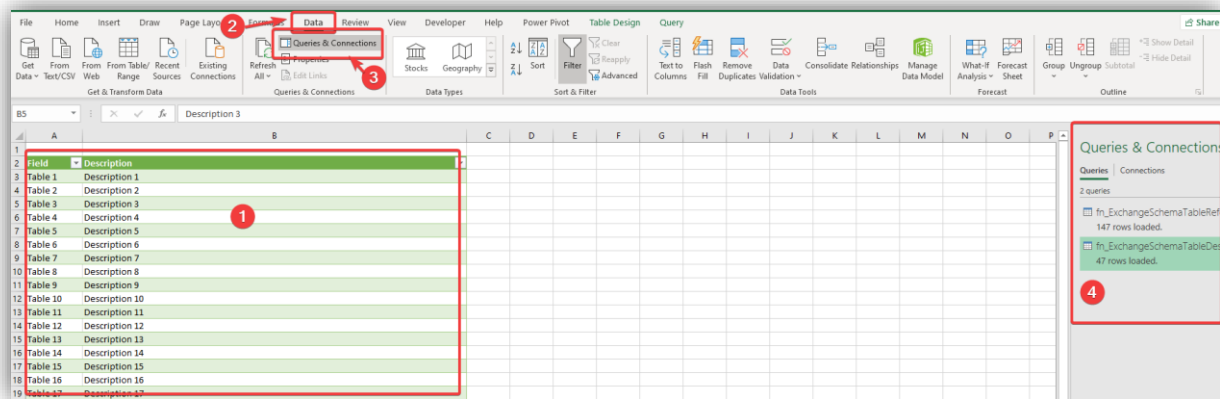 File Home Insert Draw Page Layout Formulas Data Review View Developer Help Power Pivot Table Design Query Share
2
Get Data From Text/CSV From Web From Table/ Range Recent Sources Existing Connections
Get & Transform Data
Refresh All Queries & Connections Properties Edit Links
3
Queries & Connections
Stocks Geography
Data Types
Sort Filter Clear Reapply Advanced
Sort & Filter
Text to Columns Flash Fill Remove Duplicates Data Validation Consolidate Relationships Manage Data Model
Data Tools
What-If Analysis Forecast Sheet
Forecast
Group Ungroup Subtotal Show Detail Hide Detail
Outline
B5 fx Description 3
A B C D E F G H I J K L M N O P
1
2 Field Description
3 Table 1 Description 1
4 Table 2 Description 2
5 Table 3 Description 3
6 Table 4 Description 4
7 Table 5 Description 5
8 Table 6 Description 6
9 Table 7 Description 7
10 Table 8 Description 8
11 Table 9 Description 9
12 Table 10 Description 10
13 Table 11 Description 11
14 Table 12 Description 12
15 Table 13 Description 13
16 Table 14 Description 14
17 Table 15 Description 15
18 Table 16 Description 16
19 Table 17 Description 17
1
Queries & Connections
Queries Connections
2 queries
fn_ExchangeSchemaTableRef
147 rows loaded.
fn_ExchangeSchemaTableDes
47 rows loaded.
4